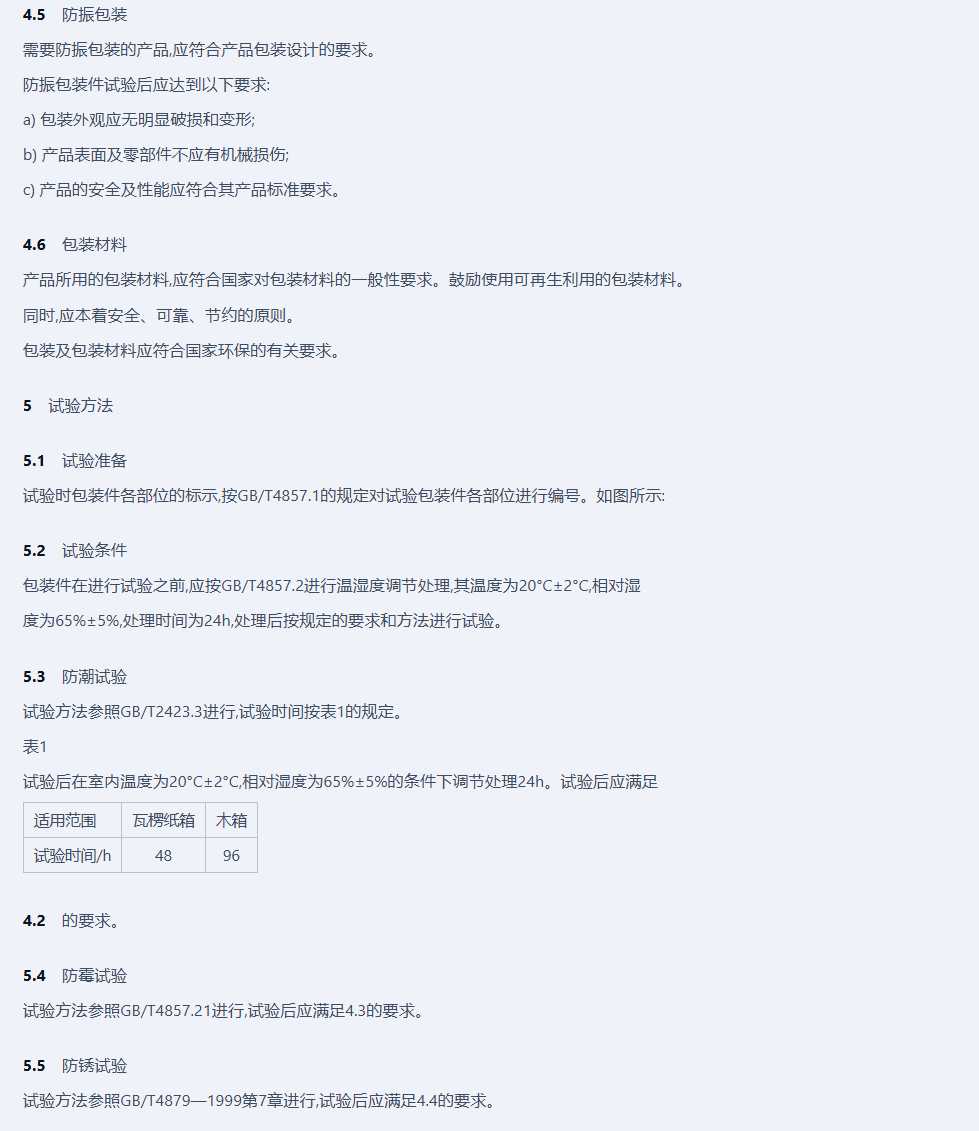 4.5 防振包装
需要防振包装的产品,应符合产品包装设计的要求。
防振包装件试验后应达到以下要求:
a) 包装外观应无明显破损和变形;
b) 产品表面及零部件不应有机械损伤;
c) 产品的安全及性能应符合其产品标准要求。
4.6 包装材料
产品所用的包装材料,应符合国家对包装材料的一般性要求。鼓励使用可再生利用的包装材料。
同时,应本着安全、可靠、节约的原则。
包装及包装材料应符合国家环保的有关要求。
5 试验方法
5.1 试验准备
试验时包装件各部位的标示,按GB/T4857.1的规定对试验包装件各部位进行编号。如图所示:
5.2 试验条件
包装件在进行试验之前,应按GB/T4857.2进行温湿度调节处理,其温度为20°C±2°C,相对湿
度为65%±5%,处理时间为24h,处理后按规定的要求和方法进行试验。
5.3 防潮试验
试验方法参照GB/T2423.3进行,试验时间按表1的规定。
表1
试验后在室内温度为20°C±2°C,相对湿度为65%±5%的条件下调节处理24h。试验后应满足
适用范围 瓦楞纸箱 木箱
试验时间/h 48 96
4.2 的要求。
5.4 防霉试验
试验方法参照GB/T4857.21进行,试验后应满足4.3的要求。
5.5 防锈试验
试验方法参照GB/T4879—1999第7章进行,试验后应满足4.4的要求。